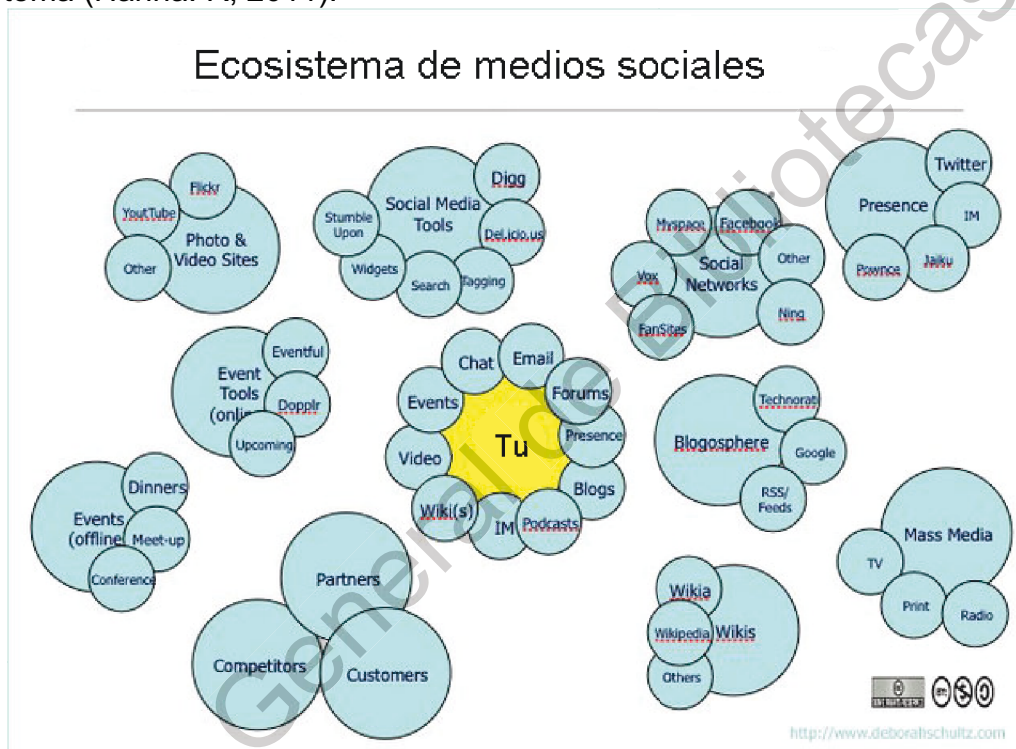 tema (Hanna. R, 2011).
Ecosistema de medios sociales
Flickr
YoutTube
Photo &
Video Sites
Other
Social Media
Tools
Digg
Stumble
Upon
Del.icio.us
Widgets
Search
Tagging
Myspace
Facebook
Vox
Social
Networks
Other
FanSites
Ning
Presence
Twitter
IM
Pownce
Jaiku
Event
Tools
(onlin
Eventful
Dopplr
Upcoming
Tu
Chat
Email
Forums
Events
Presence
Video
Blogs
Wiki(s)
IM
Podcasts
Blogosphere
Technorati
Google
RSS/
Feeds
Events
(offline
Dinners
Meet-up
Conference
Partners
Competitors
Customers
Wikia
Wikipedia
Wikis
Others
Mass Media
TV
Print
Radio
http://www.deborahschultz.com
General de Bibliotecas